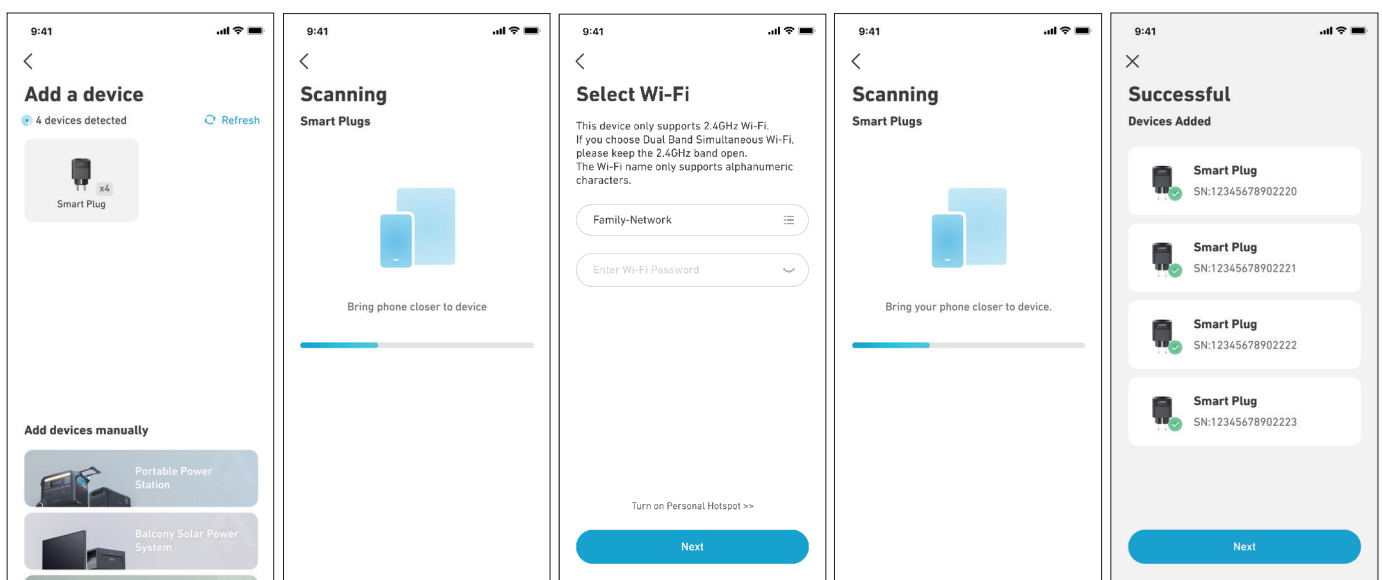 9:41
Add a device
4 devices detected
Refresh
x4
Smart Plug
Add devices manually
Portable Power
Station
Balcony Solar Power
System
9:41
Scanning
Smart Plugs
Bring phone closer to device
9:41
Select Wi-Fi
This device only supports 2.4GHz Wi-Fi.
If you choose Dual Band Simultaneous Wi-Fi,
please keep the 2.4GHz band open.
The Wi-Fi name only supports alphanumeric
characters.
Family-Network
Enter Wi-Fi Password
Turn on Personal Hotspot >>
Next
9:41
Scanning
Smart Plugs
Bring your phone closer to device.
9:41
Successful
Devices Added
Smart Plug
SN:12345678902220
Smart Plug
SN:12345678902221
Smart Plug
SN:12345678902222
Smart Plug
SN:12345678902223
Next